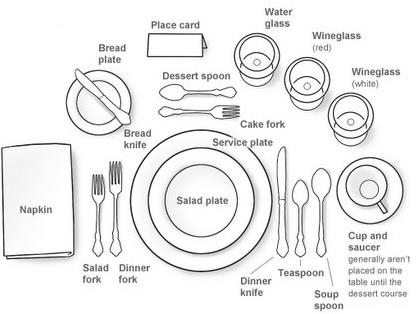 Place card
Water
glass
Wineglass
(red)
Wineglass
(white)
Bread
plate
Dessert spoon
Cake fork
Bread
knife
Service plate
Napkin
Salad plate
Salad
fork
Dinner
fork
Dinner
knife
Teaspoon
Soup
spoon
Cup and
saucer
generally aren't
placed on the
table until the
dessert course